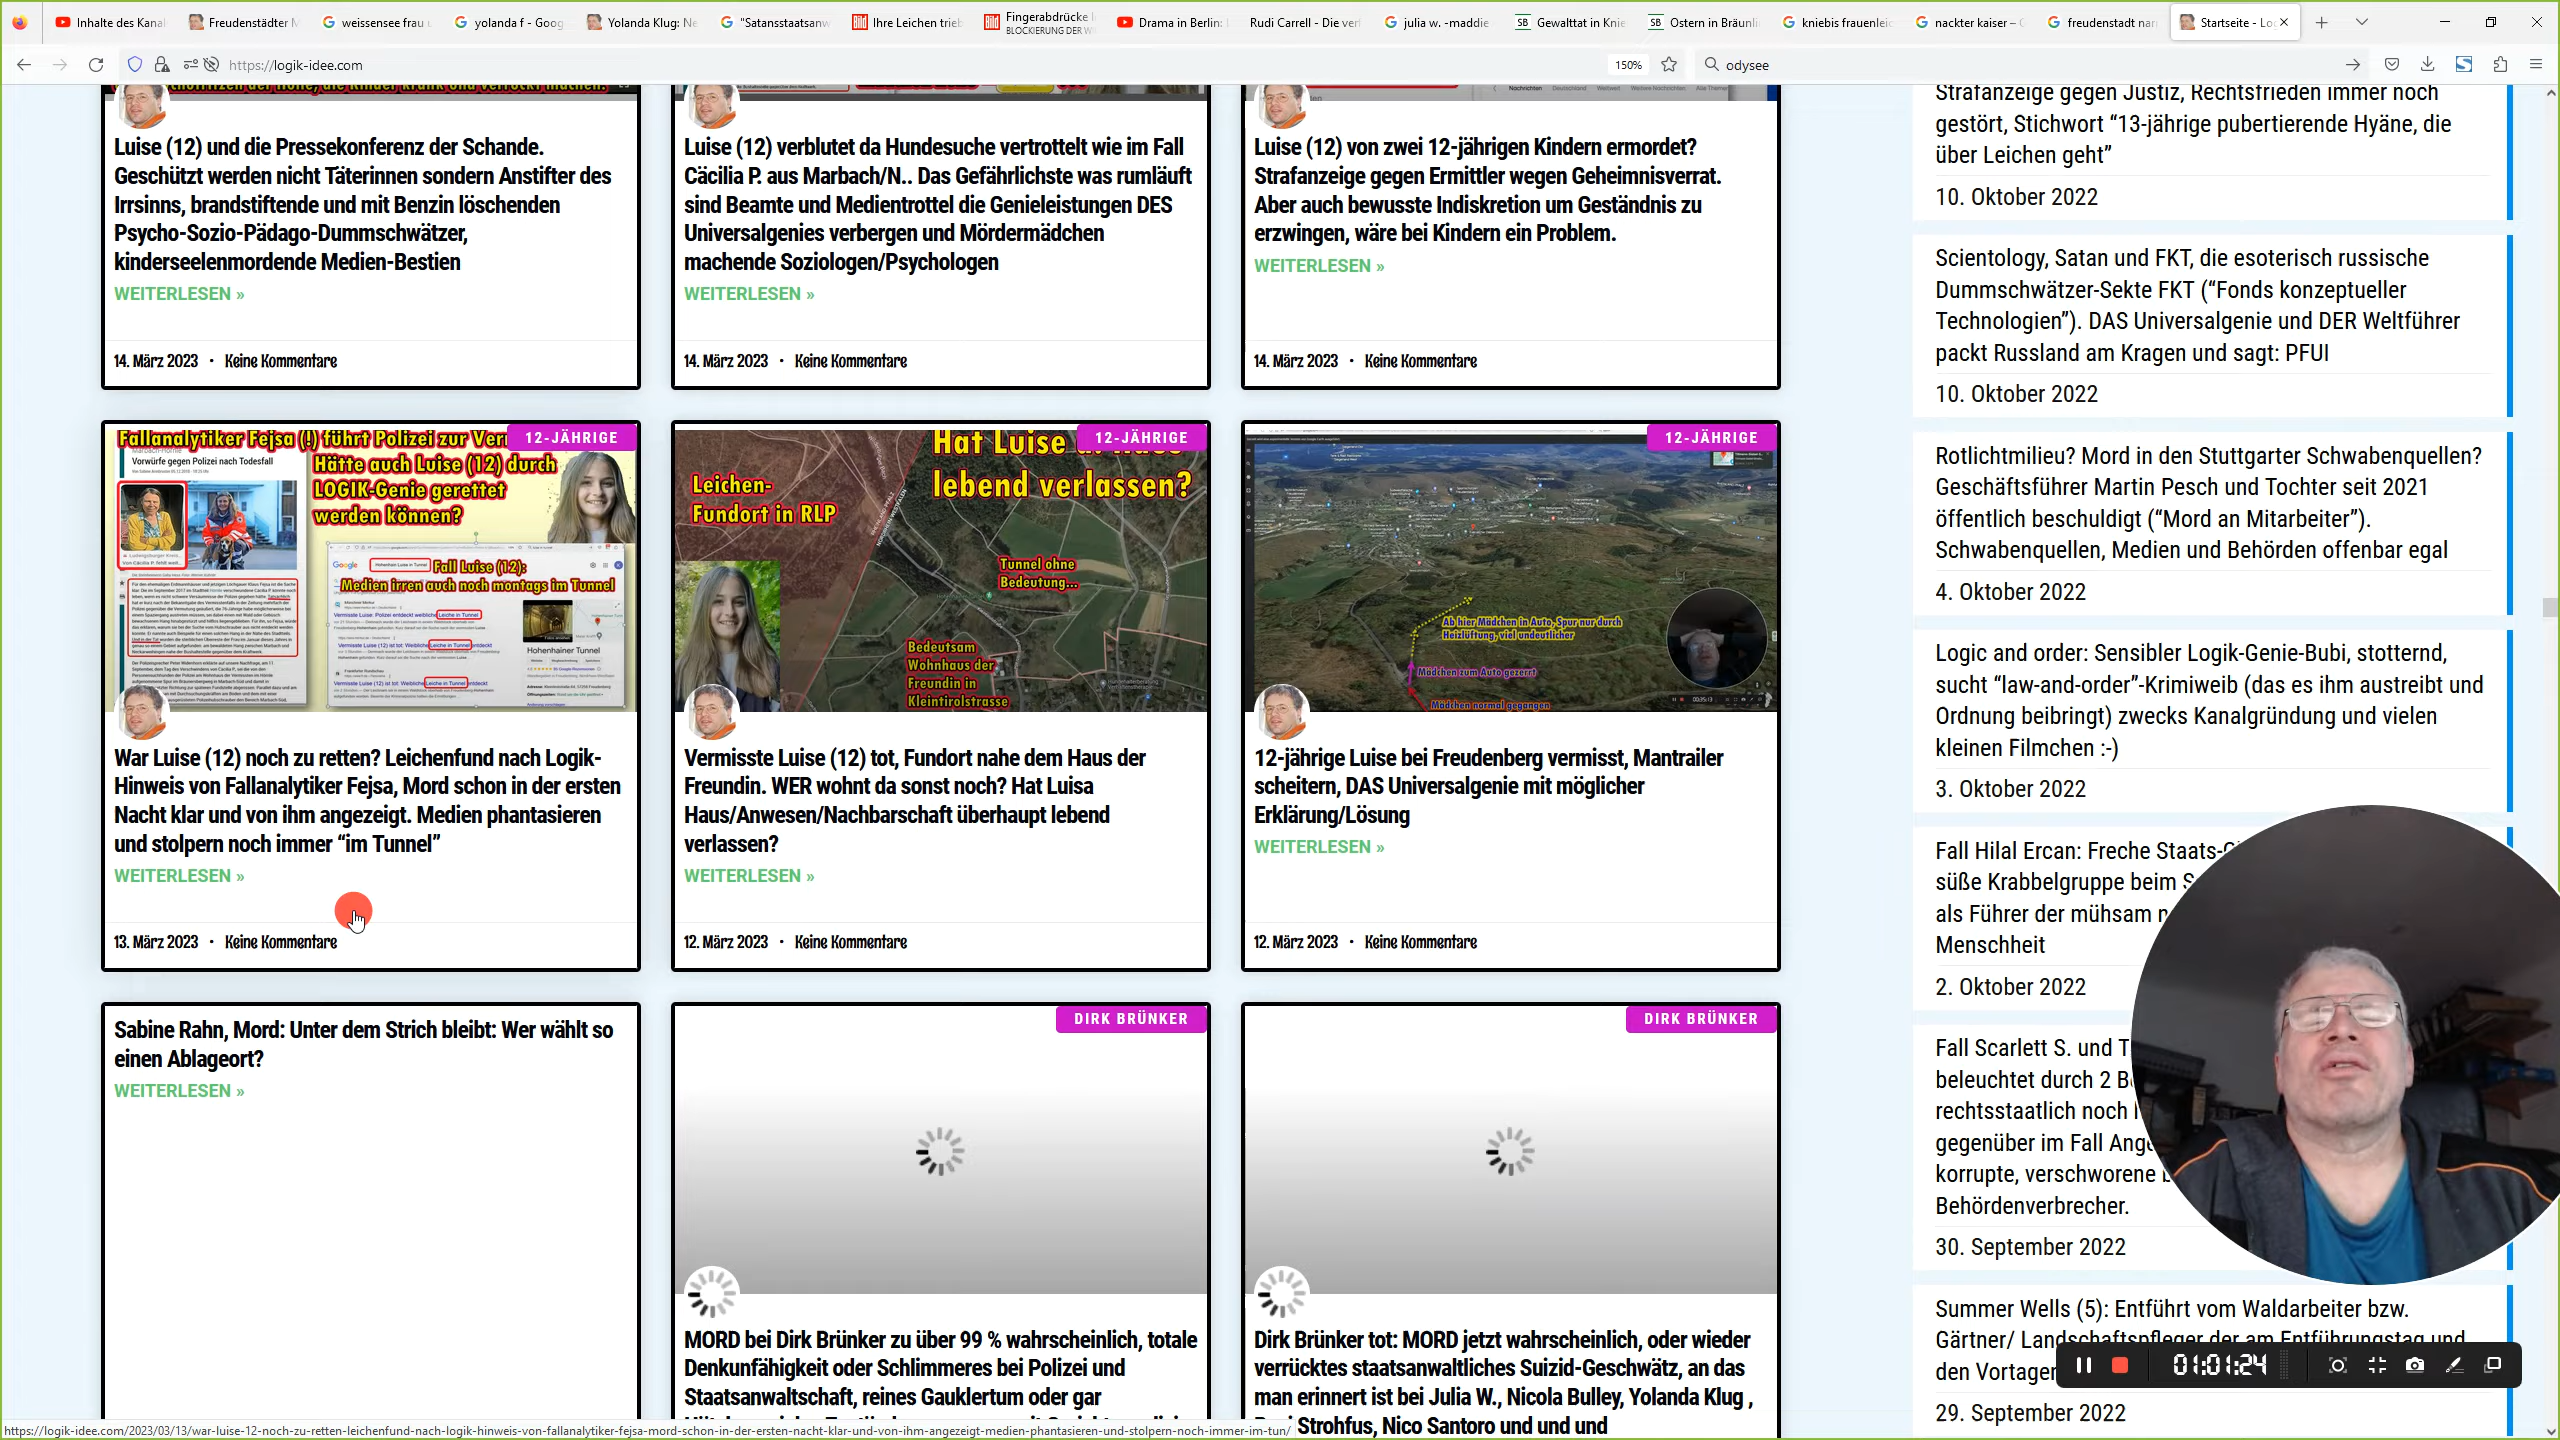 Inhalte des Kanal
Freudenstädter M
weissensee frau u
yolanda f - Goog
Yolanda Klug: Ne
"Satansstaatsanw
Ihre Leichen trieb
Fingerabdrücke i
BLOCKIERUNG DER WI
Drama in Berlin:
Rudi Carrell - Die ver
julia w. -maddie
Gewalttat in Knie
Ostern in Bräunli
kniebis frauenleic
nackter kaiser –
freudenstadt nar
Startseite - Lo
https://logik-idee.com
150%
odysee
Luise (12) und die Pressekonferenz der Schande.
Geschützt werden nicht Täterinnen sondern Anstifter des
Irrsinns, brandstiftende und mit Benzin löschenden
Psycho-Sozio-Pädago-Dummschwätzer,
kinderseelenmordende Medien-Bestien
WEITERLESEN »
14. März 2023 • Keine Kommentare
Luise (12) verblutet da Hundesuche vertrottelt wie im Fall
Cäcilia P. aus Marbach/N.. Das Gefährlichste was rumläuft
sind Beamte und Medientrottel die Genieleistungen DES
Universalgenies verbergen und Mördermädchen
machende Soziologen/Psychologen
WEITERLESEN »
14. März 2023 • Keine Kommentare
Luise (12) von zwei 12-jährigen Kindern ermordet?
Strafanzeige gegen Ermittler wegen Geheimnisverrat.
Aber auch bewusste Indiskretion um Geständnis zu
erzwingen, wäre bei Kindern ein Problem.
WEITERLESEN »
14. März 2023 • Keine Kommentare
Fallanalytiker Fejsa (!) führt Polizei zur
12-JÄHRIGE
Vorwürfe gegen Polizei nach Todesfall
Hätte auch Luise (12) durch
LOGIK-Genie gerettet
werden können?
Google
Hohenhain Luise in Tunnel
Fall Luise (12):
Medien irren auch noch montags im Tunnel
Hohenhainer Tunnel
War Luise (12) noch zu retten? Leichenfund nach Logik-
Hinweis von Fallanalytiker Fejsa, Mord schon in der ersten
Nacht klar und von ihm angezeigt. Medien phantasieren
und stolpern noch immer “im Tunnel”
WEITERLESEN »
13. März 2023 • Keine Kommentare
12-JÄHRIGE
Hat Luise
lebend verlassen?
Leichen-
Fundort in RLP
Tunnel ohne
Bedeutung...
Bedeutsam
Wohnhaus der
Freundin in
Kleintirolstrasse
Vermisste Luise (12) tot, Fundort nahe dem Haus der
Freundin. WER wohnt da sonst noch? Hat Luisa
Haus/Anwesen/Nachbarschaft überhaupt lebend
verlassen?
WEITERLESEN »
12. März 2023 • Keine Kommentare
12-JÄHRIGE
Ab hier Mädchen in Auto, Spur nur durch
Heizlüftung, viel undeutlicher
Mädchen zum Auto gezerrt
Mädchen normal gegangen
12-jährige Luise bei Freudenberg vermisst, Mantrailer
scheitern, DAS Universalgenie mit möglicher
Erklärung/Lösung
WEITERLESEN »
12. März 2023 • Keine Kommentare
Sabine Rahn, Mord: Unter dem Strich bleibt: Wer wählt so
einen Ablageort?
WEITERLESEN »
DIRK BRÜNKER
MORD bei Dirk Brünker zu über 99 % wahrscheinlich, totale
Denkunfähigkeit oder Schlimmeres bei Polizei und
Staatsanwaltschaft, reines Gauklertum oder gar
DIRK BRÜNKER
Dirk Brünker tot: MORD jetzt wahrscheinlich, oder wieder
verrücktes staatsanwaltliches Suizid-Geschwätz, an das
man erinnert ist bei Julia W., Nicola Bulley, Yolanda Klug ,
Strohfus, Nico Santoro und und und
Strafanzeige gegen Justiz, Rechtsfrieden immer noch
gestört, Stichwort “13-jährige pubertierende Hyäne, die
über Leichen geht”
10. Oktober 2022
Scientology, Satan und FKT, die esoterisch russische
Dummschwätzer-Sekte FKT (“Fonds konzeptueller
Technologien”). DAS Universalgenie und DER Weltführer
packt Russland am Kragen und sagt: PFUI
10. Oktober 2022
Rotlichtmilieu? Mord in den Stuttgarter Schwabenquellen?
Geschäftsführer Martin Pesch und Tochter seit 2021
öffentlich beschuldigt (“Mord an Mitarbeiter”).
Schwabenquellen, Medien und Behörden offenbar egal
4. Oktober 2022
Logic and order: Sensibler Logik-Genie-Bubi, stotternd,
sucht “law-and-order”-Krimiweib (das es ihm austreibt und
Ordnung beibringt) zwecks Kanalgründung und vielen
kleinen Filmchen :-)
3. Oktober 2022
Fall Hilal Ercan: Freche Staats-
süße Krabbelgruppe beim
als Führer der mühsam
Menschheit
2. Oktober 2022
Fall Scarlett S. und
beleuchtet durch 2
rechtsstaatlich noch
gegenüber im Fall
korrupte, verschworene
Behördenverbrecher.
30. September 2022
Summer Wells (5): Entführt vom Waldarbeiter bzw.
Gärtner/ Landschaftspfleger der am Entführungstag und
den Vortagen
29. September 2022
01:01:24
https://logik-idee.com/2023/03/13/war-luise-12-noch-zu-retten-leichenfund-nach-logik-hinweis-von-fallanalytiker-fejsa-mord-schon-in-der-ersten-nacht-klar-und-von-ihm-angezeigt-medien-phantasieren-und-stolpern-noch-immer-im-tun/